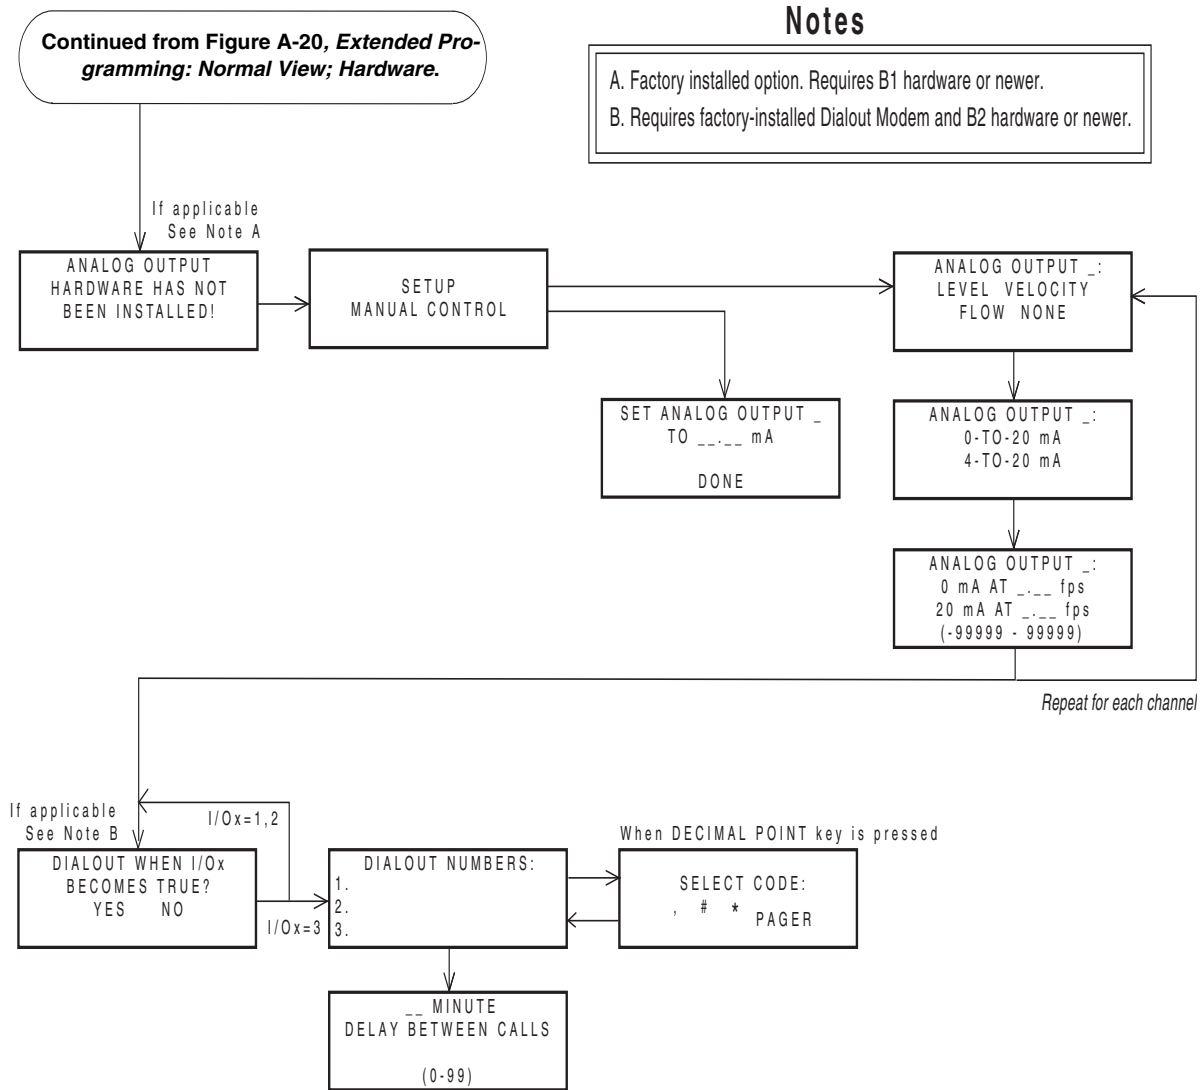 Continued from Figure A-20, Extended Pro-
gramming: Normal View; Hardware.
Notes
A. Factory installed option. Requires B1 hardware or newer.
B. Requires factory-installed Dialout Modem and B2 hardware or newer.
If applicable
See Note A
ANALOG OUTPUT
HARDWARE HAS NOT
BEEN INSTALLED!
SETUP
MANUAL CONTROL
ANALOG OUTPUT _:
LEVEL VELOCITY
FLOW NONE
SET ANALOG OUTPUT _
TO __.__ mA
DONE
ANALOG OUTPUT _:
0-TO-20 mA
4-TO-20 mA
ANALOG OUTPUT _:
0 mA AT _.__ fps
20 mA AT _.__ fps
(-99999 - 99999)
Repeat for each channel
If applicable
See Note B
I/Ox=1,2
DIALOUT WHEN I/Ox
BECOMES TRUE?
YES NO
I/Ox=3
DIALOUT NUMBERS:
1.
2.
3.
When DECIMAL POINT key is pressed
SELECT CODE:
, # * PAGER
__ MINUTE
DELAY BETWEEN CALLS
(0-99)